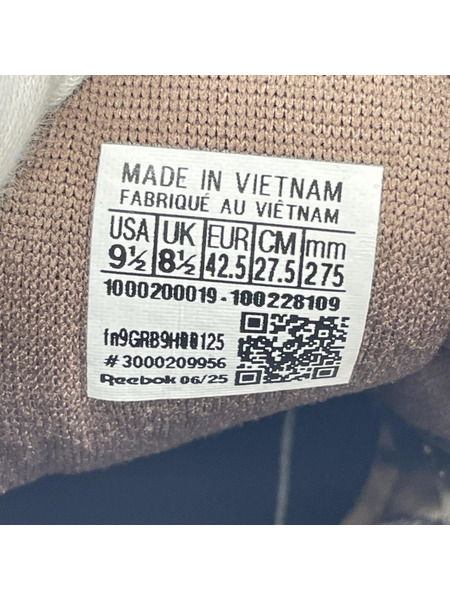 MADE IN VIETNAM
FABRIQUÉ AU VIÊTNAM
USA UK EUR CM mm
9½ 8½ 42.5 27.5 275
1000200019-100228109
#3000209956
Reebok 06/25